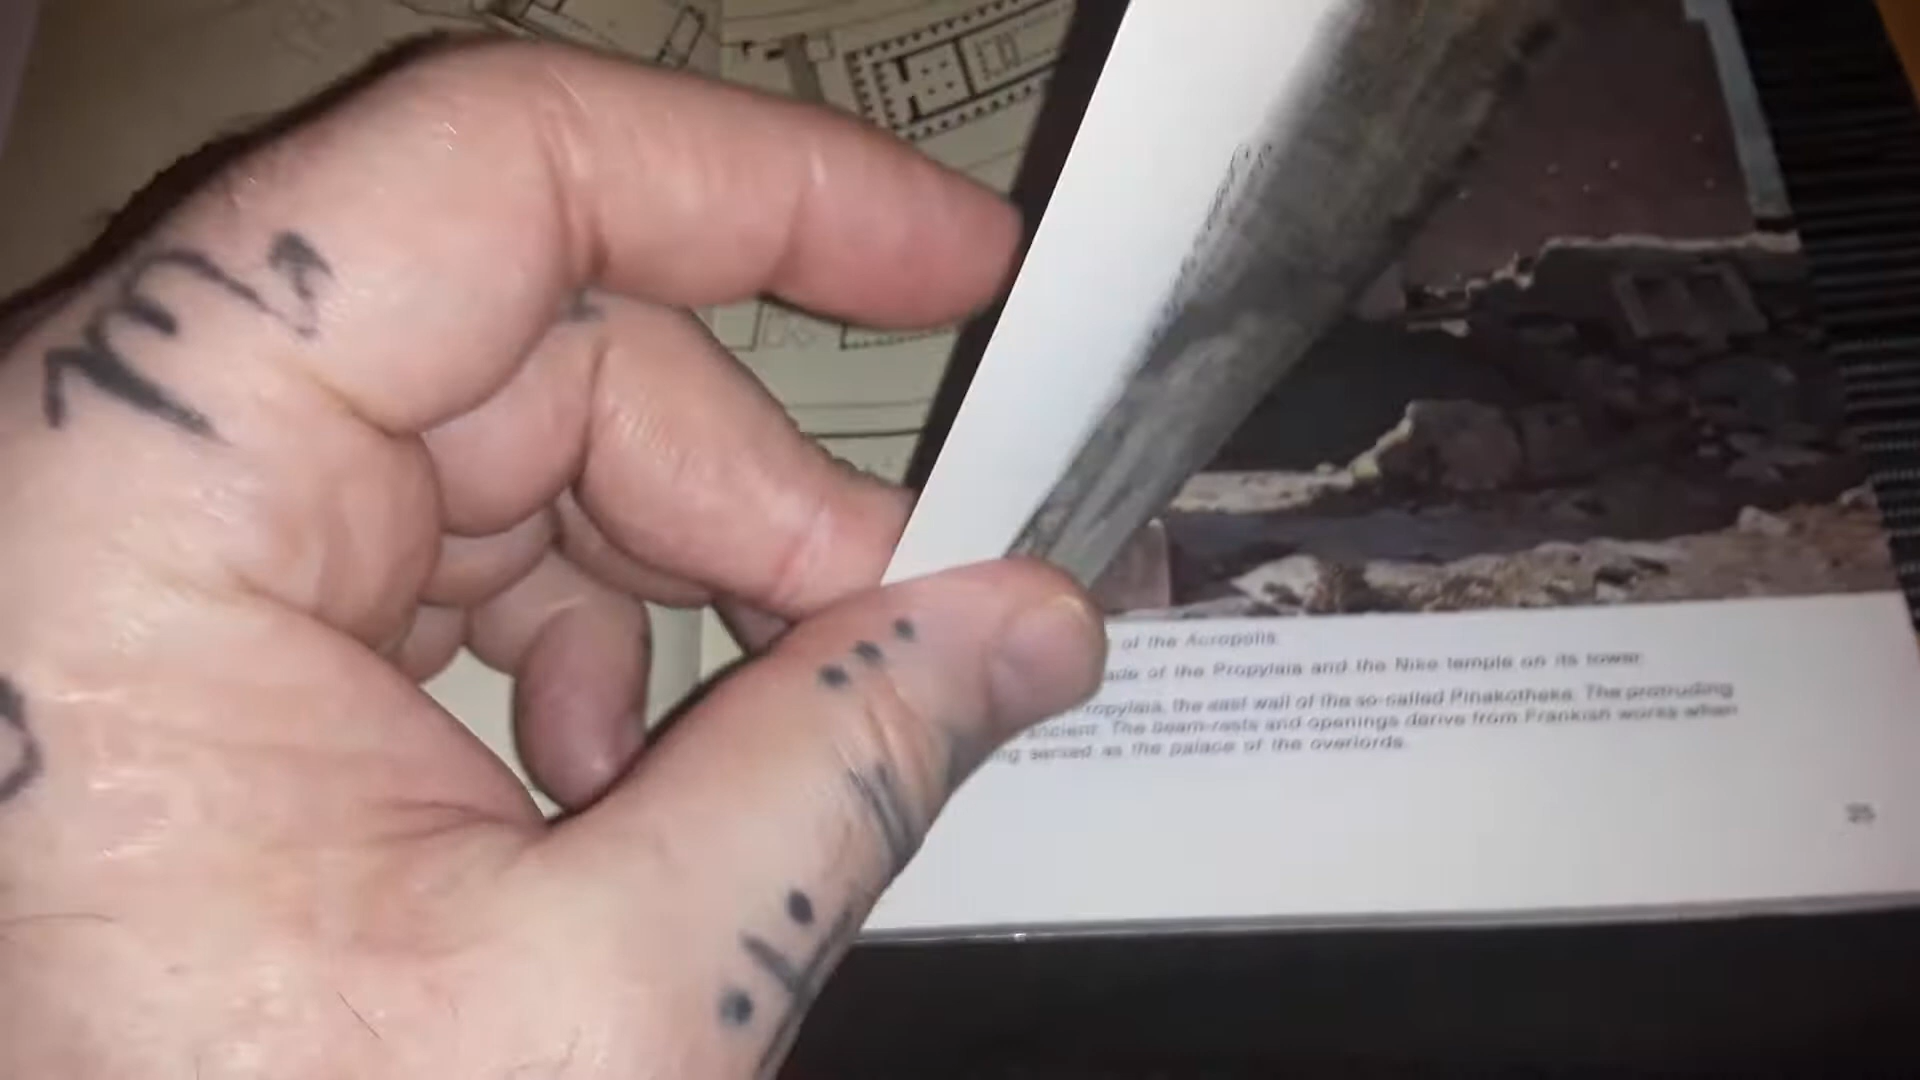 of the Acropolis.
ade of the Propylaia and the Nike temple on its tower.
ropylaia, the east wall of the so-called Pinakotheke. The protruding
ancient. The beam-rests and openings derive from Frankish works when
ng served as the palace of the overlords.
25